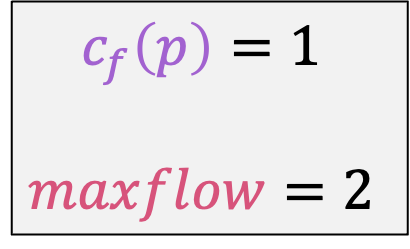 c_f(p) = 1
maxflow = 2